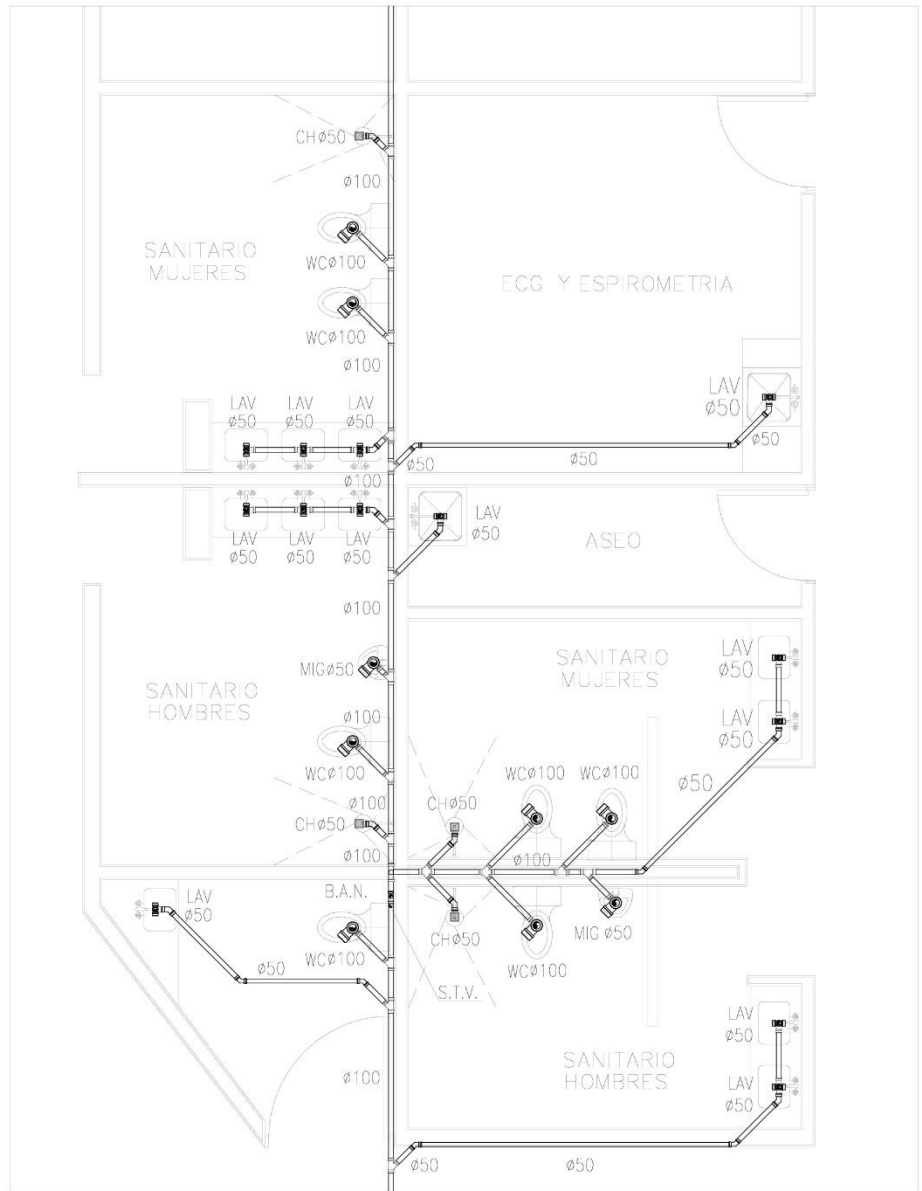 CHø50
ø100
SANITARIO
MUJERES
WCø100
ECG Y ESPIROMETRIA
WCø100
ø100
LAV
ø50
LAV
ø50
LAV
ø50
LAV
ø50
ø50
ø50
ø50
ø100
LAV
ø50
LAV
ø50
LAV
ø50
LAV
ø50
ASEO
ø100
SANITARIO
MUJERES
LAV
ø50
MIGø50
SANITARIO
HOMBRES
ø100
LAV
ø50
WCø100
WCø100
WCø100
ø50
ø100
CHø50
CHø50
ø100
ø100
B.A.N.
LAV
ø50
WCø100
CHø50
WCø100
MIG ø50
ø50
S.T.V.
LAV
ø50
SANITARIO
HOMBRES
ø100
LAV
ø50
ø50
ø50